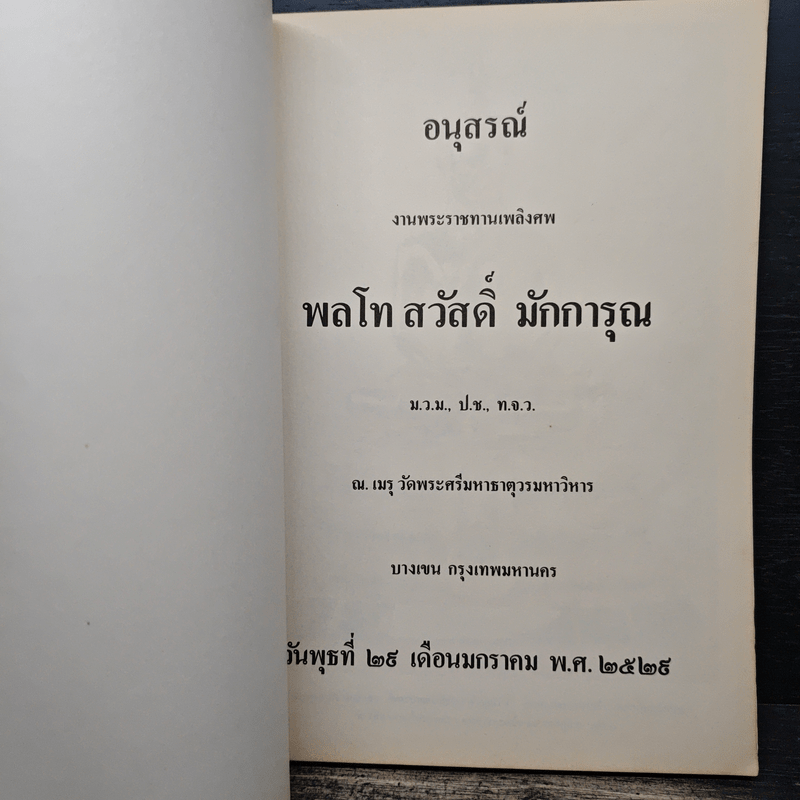 อนุสรณ์
งานพระราชทานเพลิงศพ
พลโท สวัสดิ์ มักการุณ
ม.ว.ม., ป.ช., ท.จ.ว.
ณ. เมรุ วัดพระศรีมหาธาตุวรมหาวิหาร
บางเขน กรุงเทพมหานคร
วันพุธที่ ๒๙ เดือนมกราคม พ.ศ. ๒๕๒๙